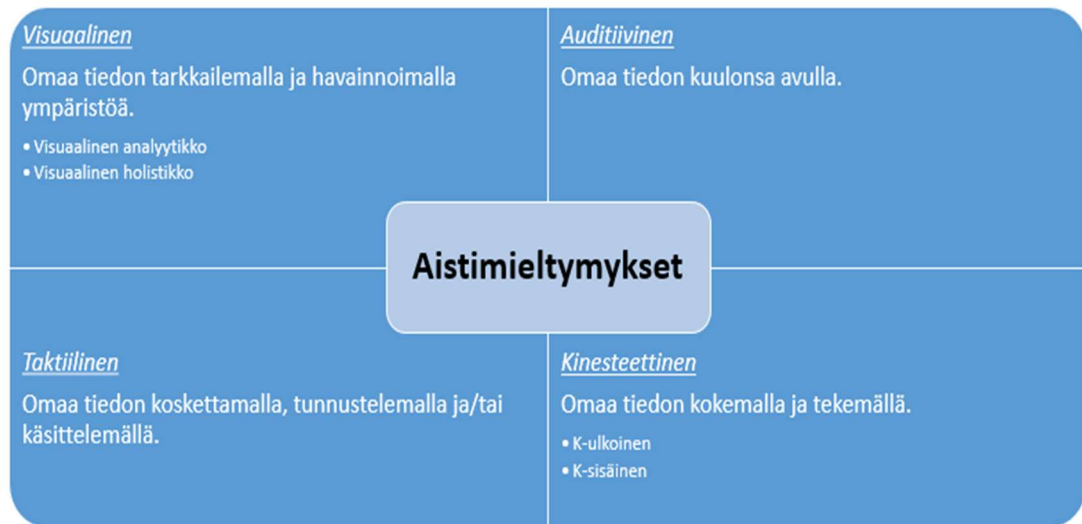 Visuaalinen
Omaa tiedon tarkkailemalla ja havainnoimalla
ympäristöä.
• Visuaalinen analyytikko
• Visuaalinen holistikko
Auditiivinen
Omaa tiedon kuulonsa avulla.
Aistimieltymykset
Taktiilinen
Omaa tiedon koskettamalla, tunnustelemalla ja/tai
käsittelemällä.
Kinesteettinen
Omaa tiedon kokemalla ja tekemällä.
• K-ulkoinen
• K-sisäinen